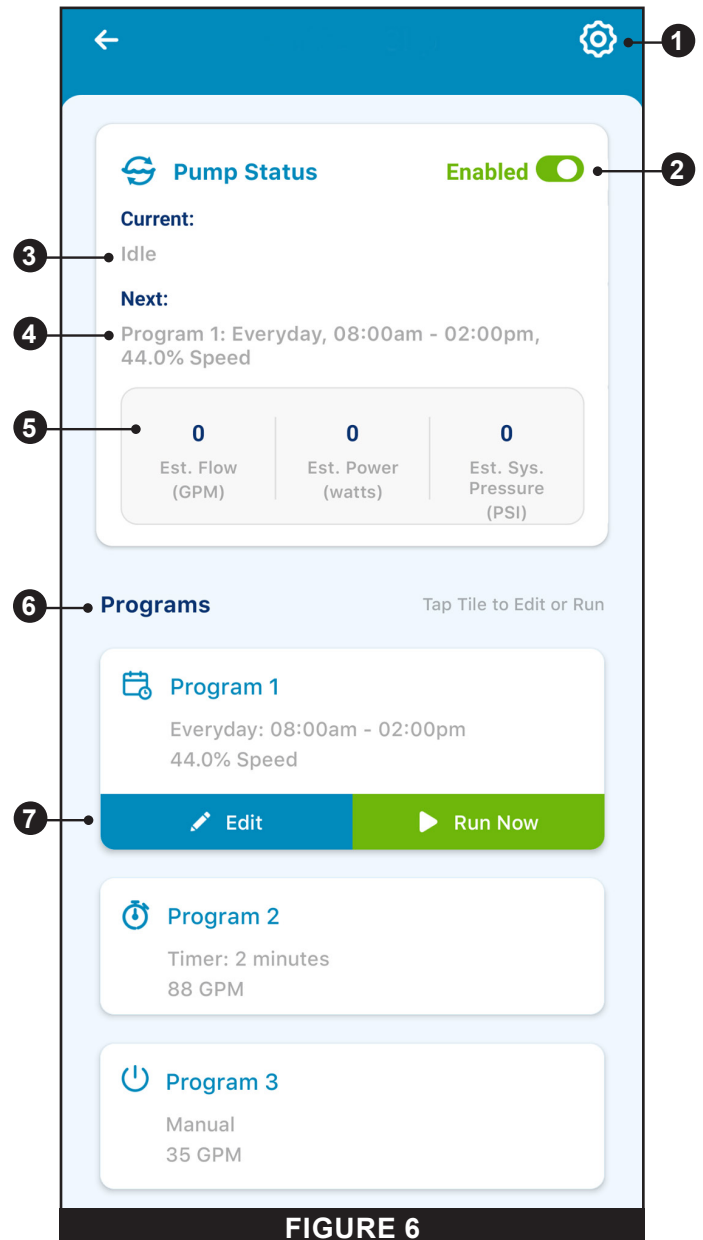 1
Pump Status
Enabled
2
Current:
3
Idle
Next:
4
Program 1: Everyday, 08:00am - 02:00pm,
44.0% Speed
5
0
Est. Flow
(GPM)
0
Est. Power
(watts)
0
Est. Sys.
Pressure
(PSI)
6
Programs
Tap Tile to Edit or Run
Program 1
Everyday: 08:00am - 02:00pm
44.0% Speed
7
Edit
Run Now
Program 2
Timer: 2 minutes
88 GPM
Program 3
Manual
35 GPM
FIGURE 6